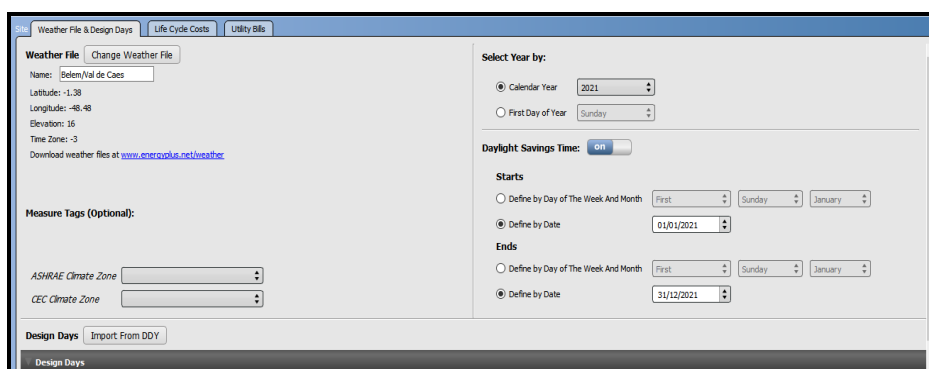 Site
Weather File & Design Days
Life Cycle Costs
Utility Bills
Weather File
Change Weather File
Name: Belem/Val de Caes
Latitude: -1.38
Longitude: -48.48
Elevation: 16
Time Zone: -3
Download weather files at www.energyplus.net/weather
Measure Tags (Optional):
ASHRAE Climate Zone
CEC Climate Zone
Design Days
Import From DDY
Design Days
Select Year by:
Calendar Year 2021
First Day of Year Sunday
Daylight Savings Time: on
Starts
Define by Day of The Week And Month First Sunday January
Define by Date 01/01/2021
Ends
Define by Day of The Week And Month First Sunday January
Define by Date 31/12/2021